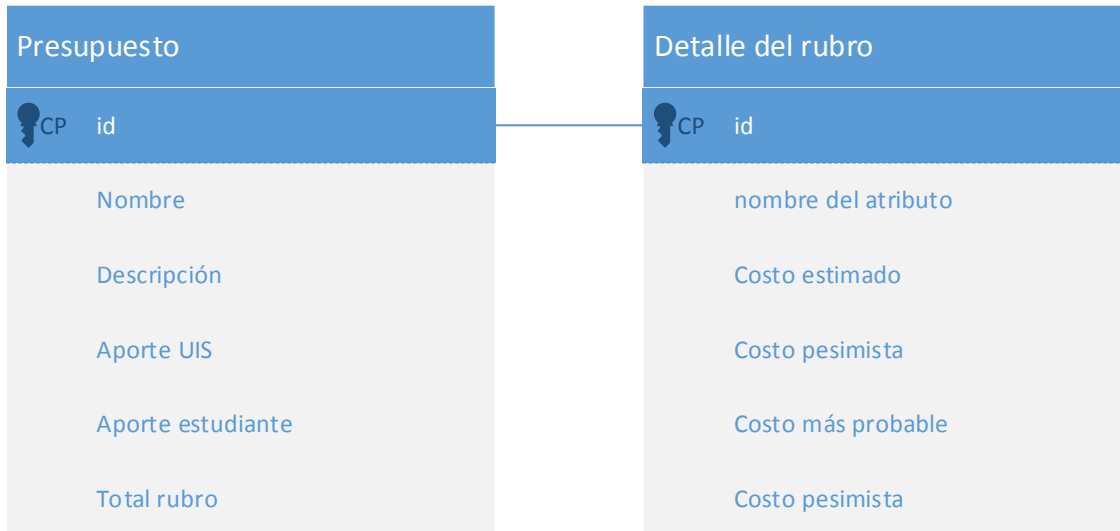 Presupuesto
CP id
Nombre
Descripción
Aporte UIS
Aporte estudiante
Total rubro
Detalle del rubro
CP id
nombre del atributo
Costo estimado
Costo pesimista
Costo más probable
Costo pesimista